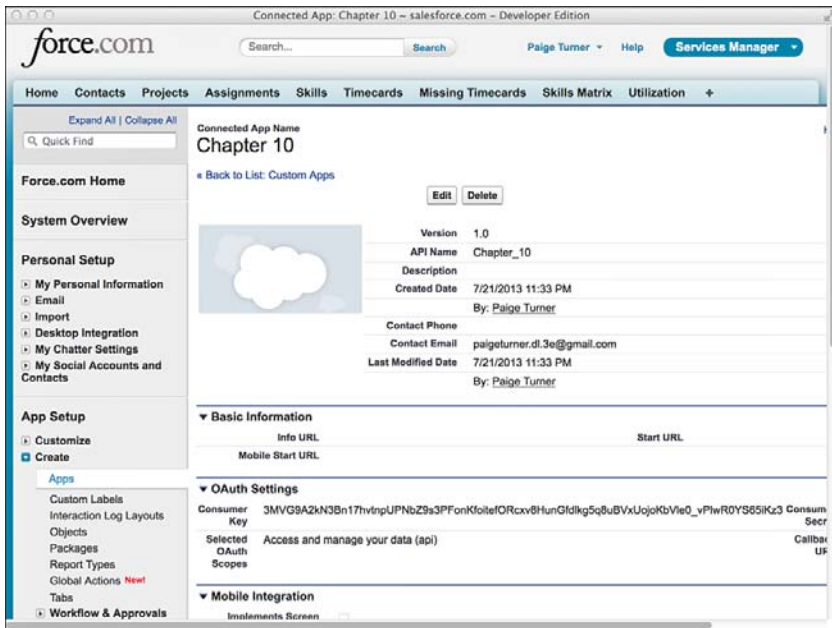 Connected App: Chapter 10 ~ salesforce.com – Developer Edition
force.com
Search...
Search
Paige Turner
Help
Services Manager
Home Contacts Projects Assignments Skills Timecards Missing Timecards Skills Matrix Utilization +
Expand All | Collapse All
Quick Find
Force.com Home
System Overview
Personal Setup
My Personal Information
Email
Import
Desktop Integration
My Chatter Settings
My Social Accounts and
Contacts
App Setup
Customize
Create
Apps
Custom Labels
Interaction Log Layouts
Objects
Packages
Report Types
Global Actions New!
Tabs
Workflow & Approvals
Connected App Name
Chapter 10
« Back to List: Custom Apps
Edit Delete
Version 1.0
API Name Chapter_10
Description
Created Date 7/21/2013 11:33 PM
By: Paige Turner
Contact Phone
Contact Email paigeturner.dl.3e@gmail.com
Last Modified Date 7/21/2013 11:33 PM
By: Paige Turner
Basic Information
Info URL Start URL
Mobile Start URL
OAuth Settings
Consumer
Key
Consum
Secr
Selected
OAuth
Scopes
Access and manage your data (api)
Callbac
UR
Mobile Integration
Implements Screen